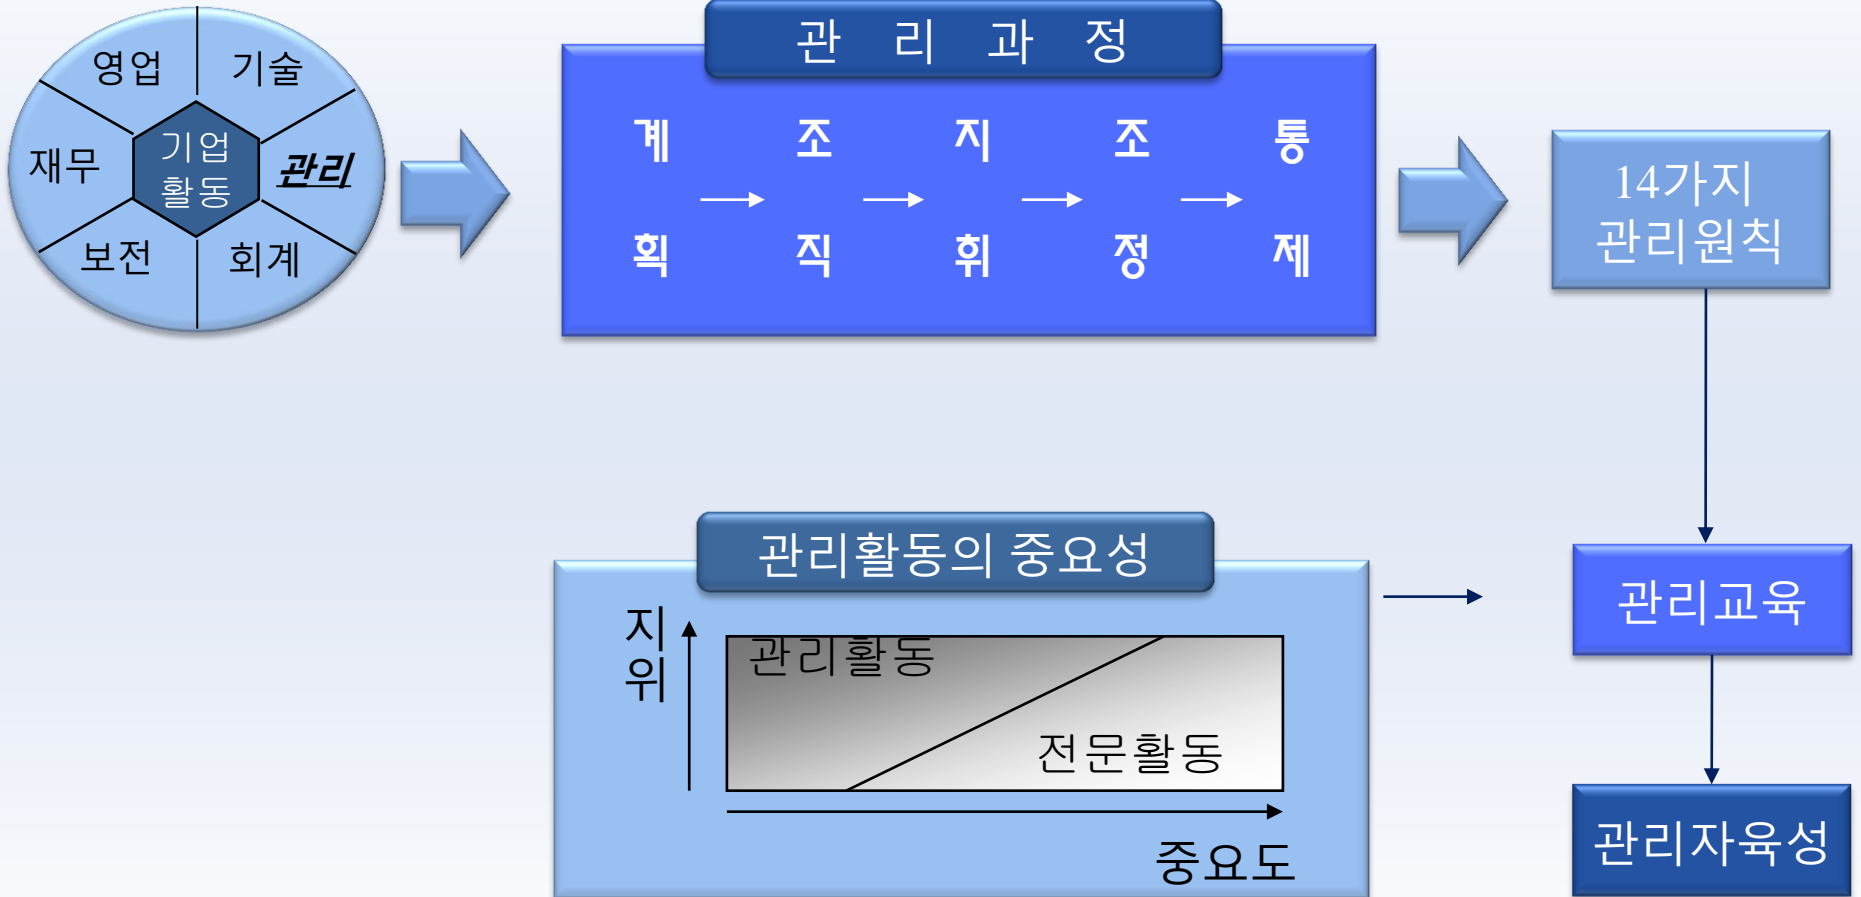 영업
기술
재무
기업
활동
관리
보전
회계
관 리 과 정
계 조 지 조 통
획 직 휘 정 제
14가지
관리원칙
관리활동의 중요성
지
위
관리활동
전문활동
중요도
관리교육
관리자육성